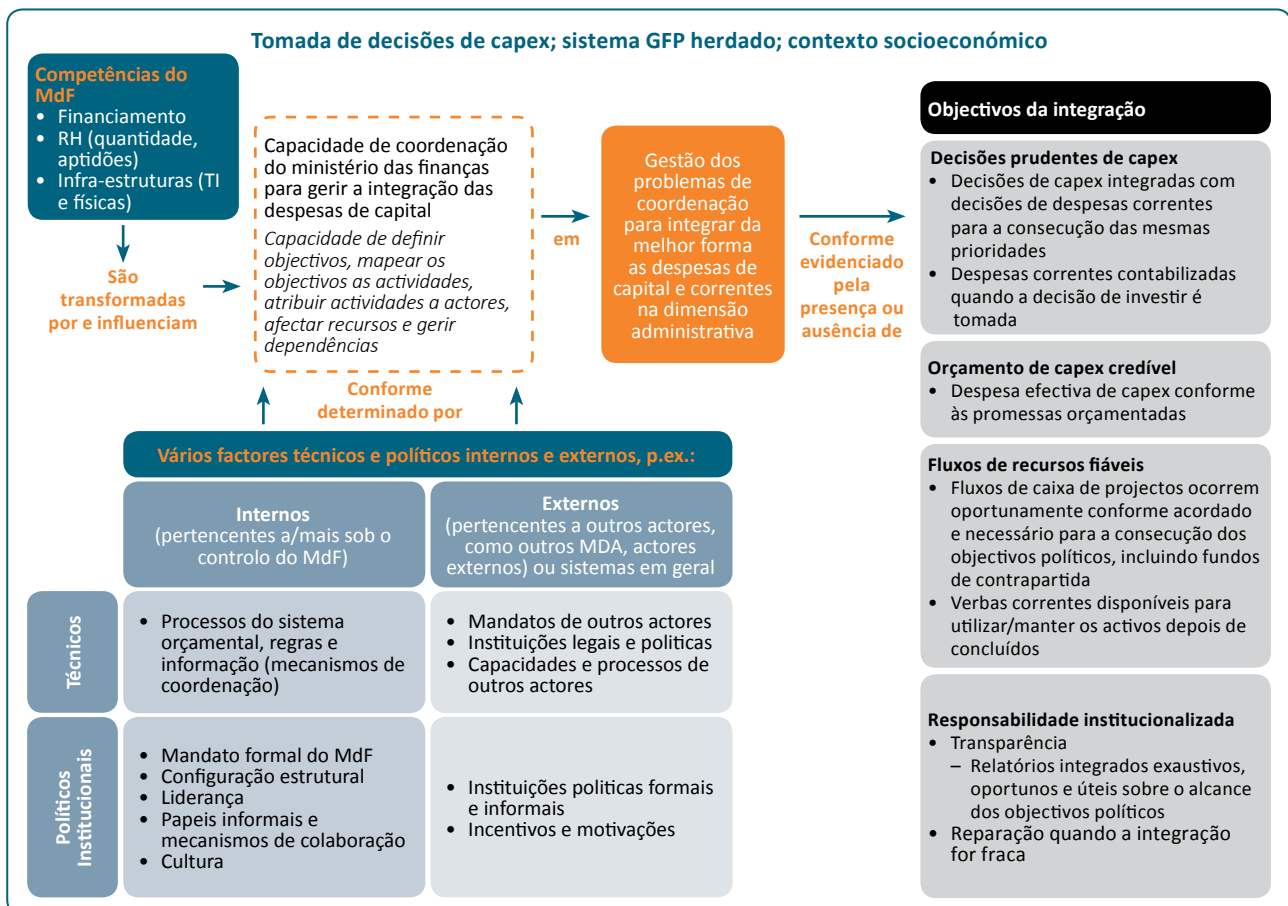 Tomada de decisões de capex; sistema GFP herdado; contexto socioeconómico
Competências do
MdF
• Financiamento
• RH (quantidade,
aptidões)
• Infra-estruturas (TI
e físicas)
São
transformadas
por e influenciam
Capacidade de coordenação
do ministério das finanças
para gerir a integração das
despesas de capital
Capacidade de definir
objectivos, mapear os
objectivos as actividades,
atribuir actividades a actores,
afectar recursos e gerir
dependências
em
Gestão dos
problemas de
coordenação
para integrar da
melhor forma
as despesas de
capital e correntes
na dimensão
administrativa
Conforme
evidenciado
pela
presença ou
ausência de
Conforme
determinado por
Vários factores técnicos e políticos internos e externos, p.ex.:
Internos
(pertencentes a/mais sob o
controlo do MdF)
Externos
(pertencentes a outros actores,
como outros MDA, actores
externos) ou sistemas em geral
Técnicos
• Processos do sistema
orçamental, regras e
informação (mecanismos de
coordenação)
• Mandatos de outros actores
• Instituições legais e politicas
• Capacidades e processos de
outros actores
Políticos
Institucionais
• Mandato formal do MdF
• Configuração estrutural
• Liderança
• Papeis informais e
mecanismos de colaboração
• Cultura
• Instituições politicas formais
e informais
• Incentivos e motivações
Objectivos da integração
Decisões prudentes de capex
• Decisões de capex integradas com
decisões de despesas correntes
para a consecução das mesmas
prioridades
• Despesas correntes contabilizadas
quando a decisão de investir é
tomada
Orçamento de capex credível
• Despesa efectiva de capex conforme
às promessas orçamentadas
Fluxos de recursos fiáveis
• Fluxos de caixa de projectos ocorrem
oportunamente conforme acordado
e necessário para a consecução dos
objectivos políticos, incluindo fundos
de contrapartida
• Verbas correntes disponíveis para
utilizar/manter os activos depois de
concluídos
Responsabilidade institucionalizada
• Transparência
– Relatórios integrados exaustivos,
oportunos e úteis sobre o alcance
dos objectivos políticos
• Reparação quando a integração
for fraca